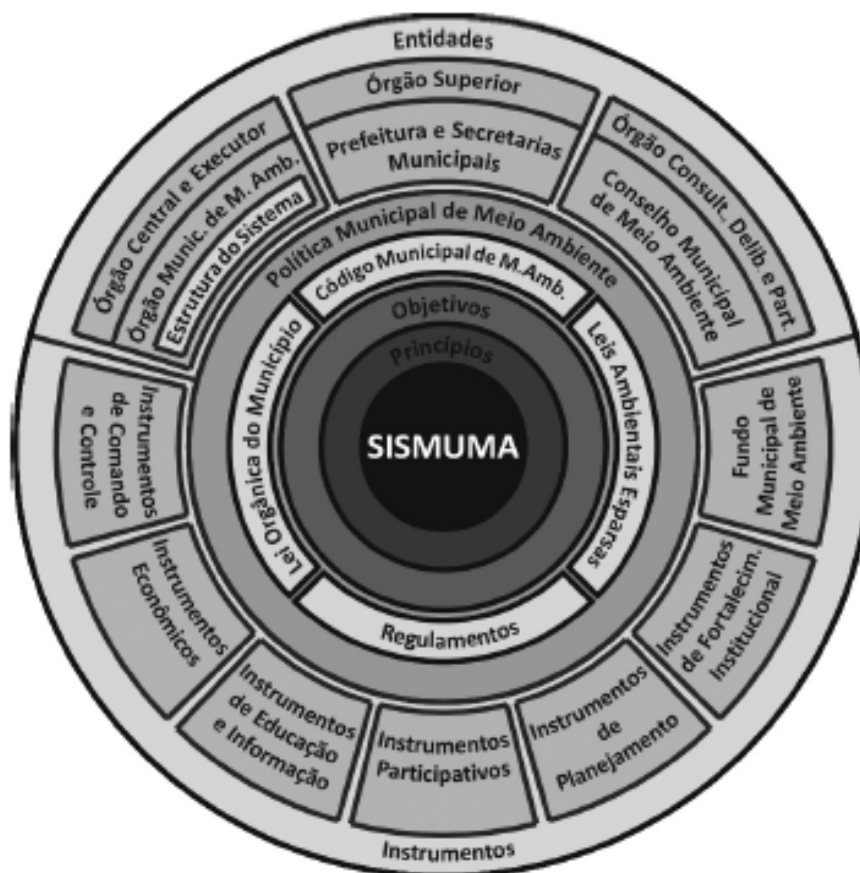 Entidades
Órgão Superior
Prefeitura e Secretarias
Municipais
Órgão Central e Executor
Órgão Munic. de M. Amb.
Estrutura do Sistema
Órgão Consult. Delib. e Part.
Conselho Municipal
de Meio Ambiente
Política Municipal de Meio Ambiente
Código Municipal de M.Amb.
Lei Orgânica do Município
Leis Ambientais Esparsas
Regulamentos
Objetivos
Princípios
SISMUMA
Instrumentos
de Comando
e Controle
Instrumentos
Econômicos
Instrumentos
de Educação
e Informação
Instrumentos
Participativos
Instrumentos
de
Planejamento
Instrumentos
de Fortalecim.
Institucional
Fundo
Municipal de
Meio Ambiente
Instrumentos